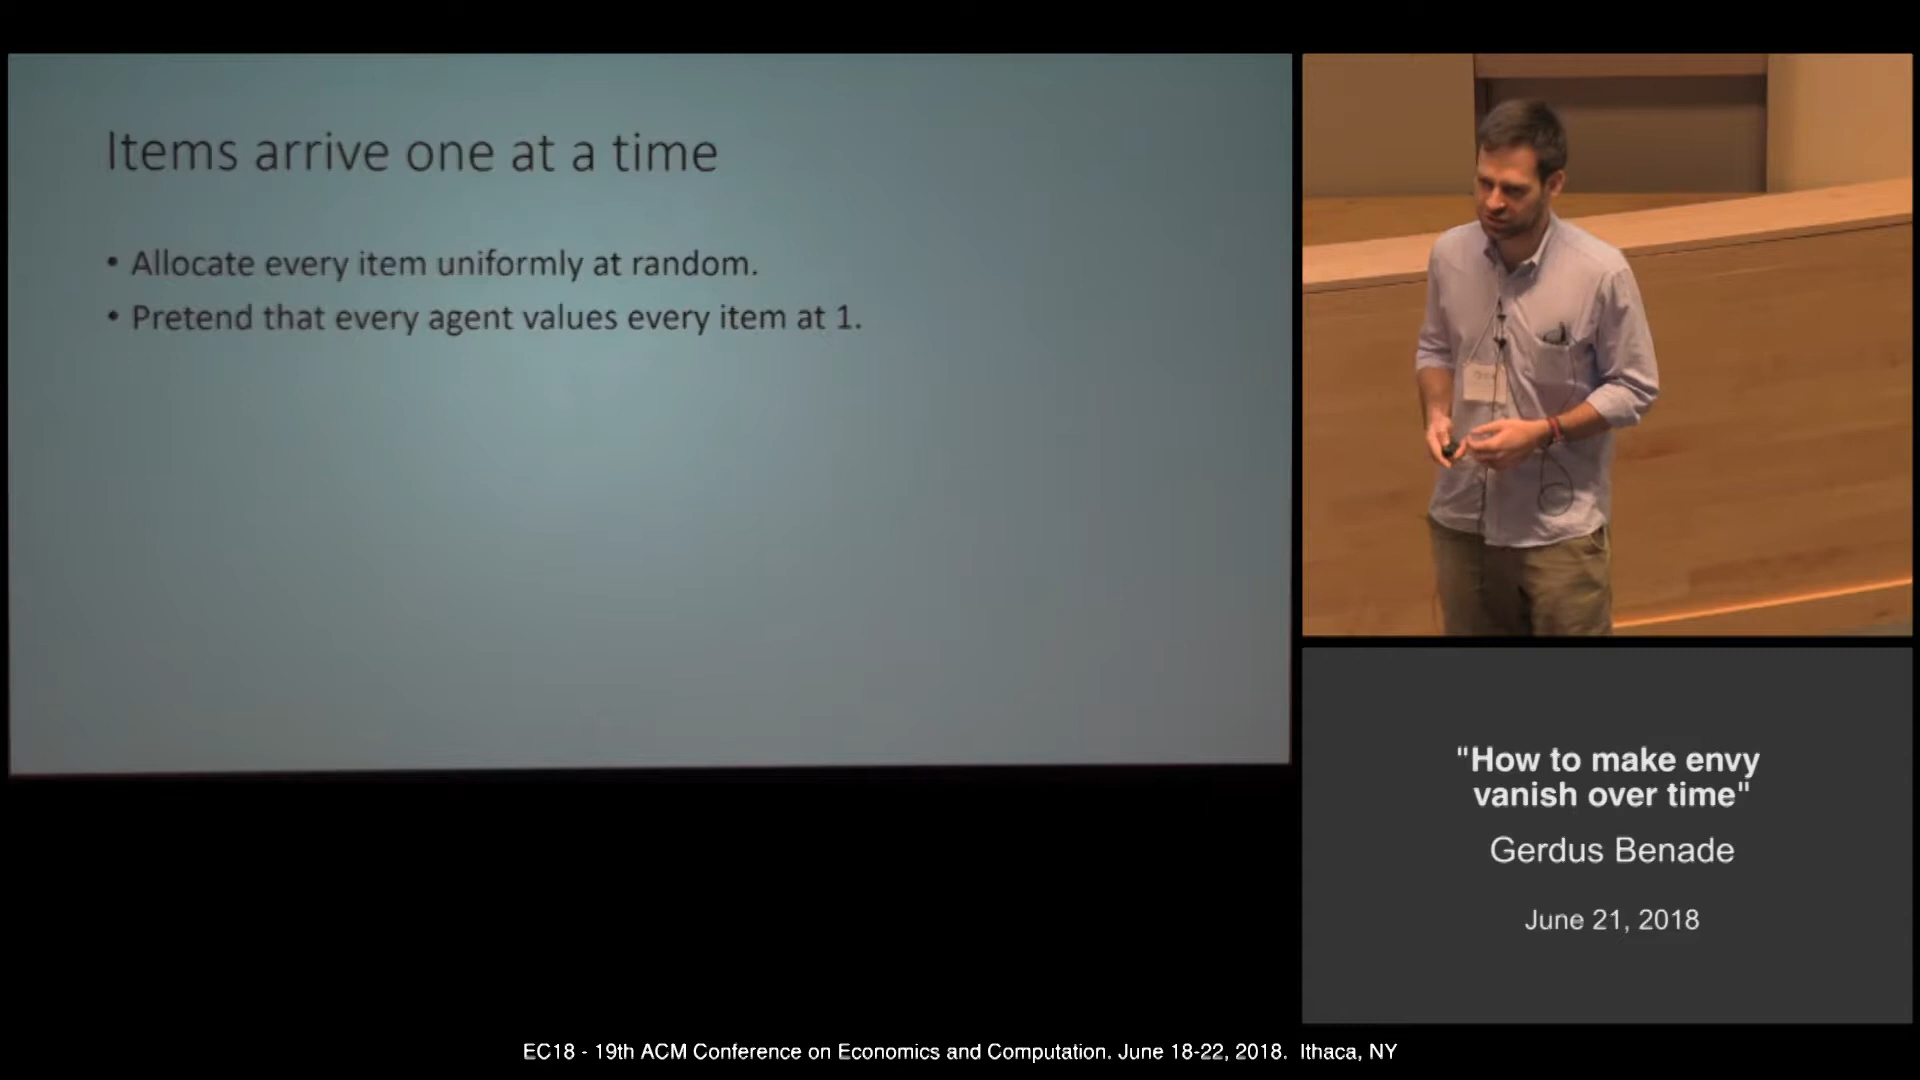 Items arrive one at a time
• Allocate every item uniformly at random.
• Pretend that every agent values every item at 1.
"How to make envy
vanish over time"
Gerdus Benade
June 21, 2018
EC18 - 19th ACM Conference on Economics and Computation. June 18-22, 2018. Ithaca, NY